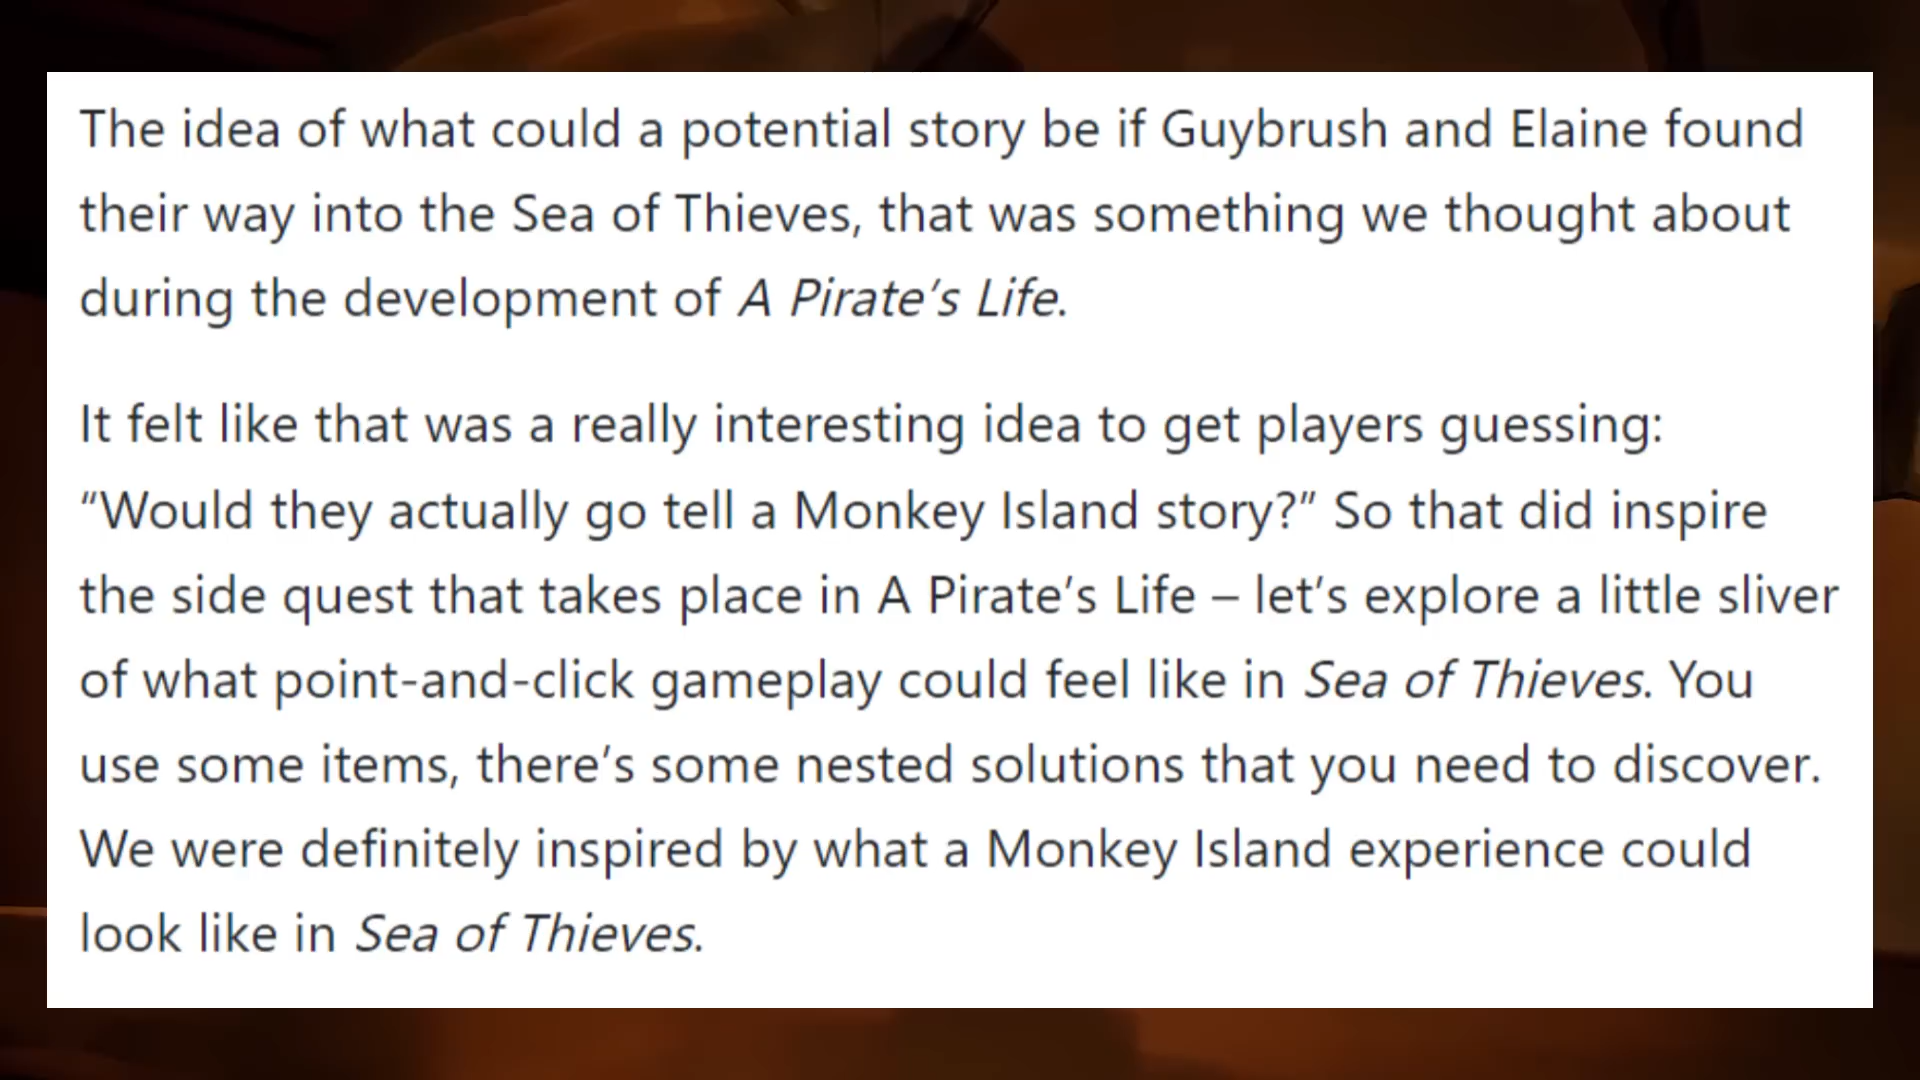 The idea of what could a potential story be if Guybrush and Elaine found
their way into the Sea of Thieves, that was something we thought about
during the development of A Pirate’s Life.
It felt like that was a really interesting idea to get players guessing:
“Would they actually go tell a Monkey Island story?” So that did inspire
the side quest that takes place in A Pirate’s Life – let’s explore a little sliver
of what point-and-click gameplay could feel like in Sea of Thieves. You
use some items, there’s some nested solutions that you need to discover.
We were definitely inspired by what a Monkey Island experience could
look like in Sea of Thieves.